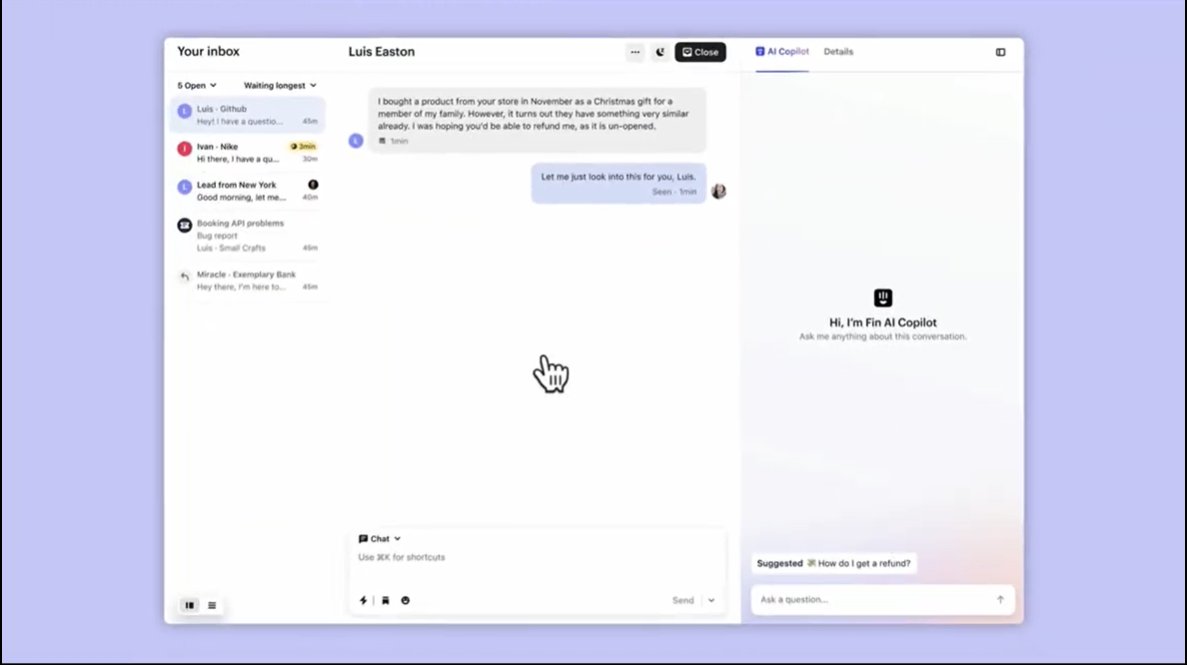 Your inbox
5 Open
Waiting longest
L
Luis · Github
Hey! I have a questio...
45m
I
Ivan · Nike
3min
Hi there, I have a qu...
30m
L
Lead from New York
Good morning, let me...
40m
Booking API problems
Bug report
Luis · Small Crafts
45m
Miracle · Exemplary Bank
Hey there, I'm here to...
45m
Luis Easton
Close
I bought a product from your store in November as a Christmas gift for a
member of my family. However, it turns out they have something very similar
already. I was hoping you'd be able to refund me, as it is un-opened.
L
1min
Let me just look into this for you, Luis.
Seen · 1min
Chat
Use ⌘K for shortcuts
Send
AI Copilot
Details
Hi, I'm Fin AI Copilot
Ask me anything about this conversation.
Suggested 💸 How do I get a refund?
Ask a question...